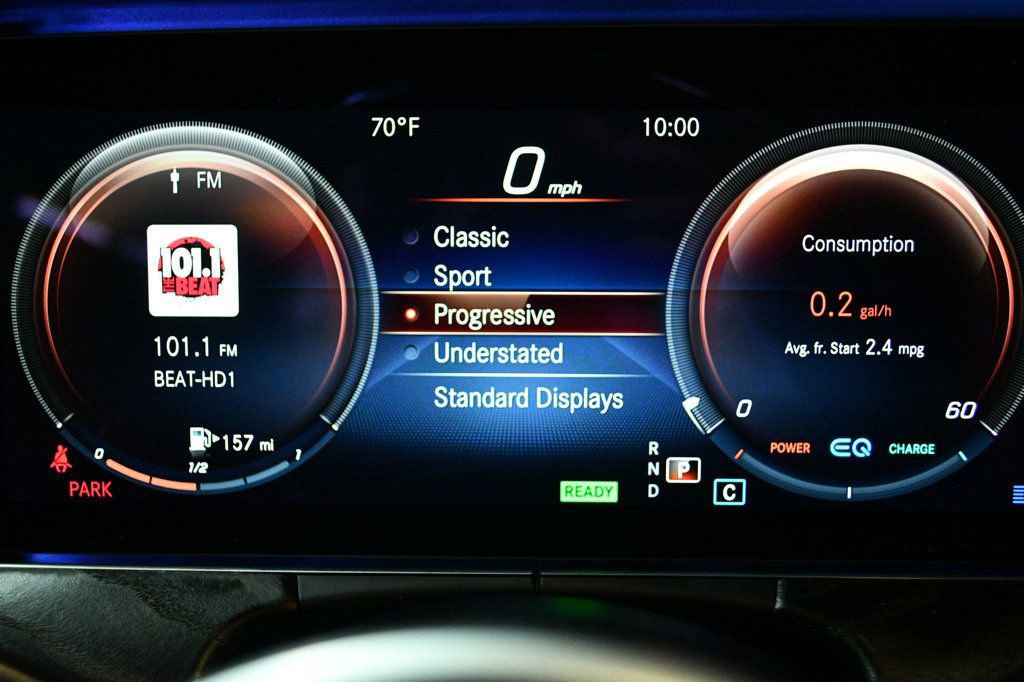 70°F
10:00
0 mph
FM
101.1
THE BEAT
101.1 FM
BEAT-HD1
157 mi
0
1/2
1
PARK
Classic
Sport
Progressive
Understated
Standard Displays
READY
R
N
D
P
C
Consumption
0.2 gal/h
Avg. fr. Start 2.4 mpg
0
60
POWER
EQ
CHARGE